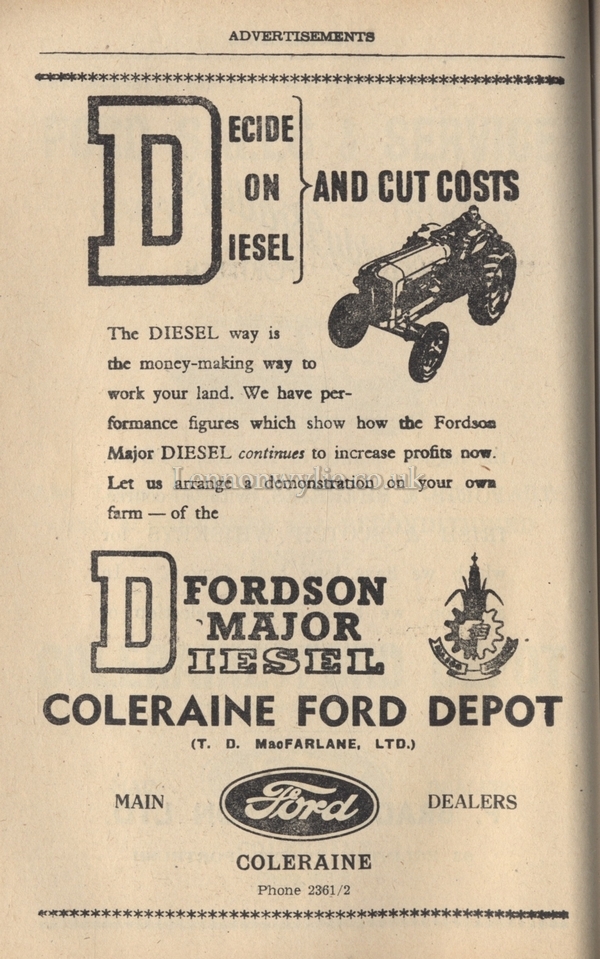 ADVERTISEMENTS
DECIDE
ON
DIESEL
AND CUT COSTS
The DIESEL way is
the money-making way to
work your land. We have per-
formance figures which show how the Fordson
Major DIESEL continues to increase profits now.
Let us arrange a demonstration on your own
farm — of the
Lennonwylie.co.uk
FORDSON
MAJOR
DIESEL
COLERAINE FORD DEPOT
(T. D. MacFARLANE, LTD.)
MAIN Ford DEALERS
COLERAINE
Phone 2361/2